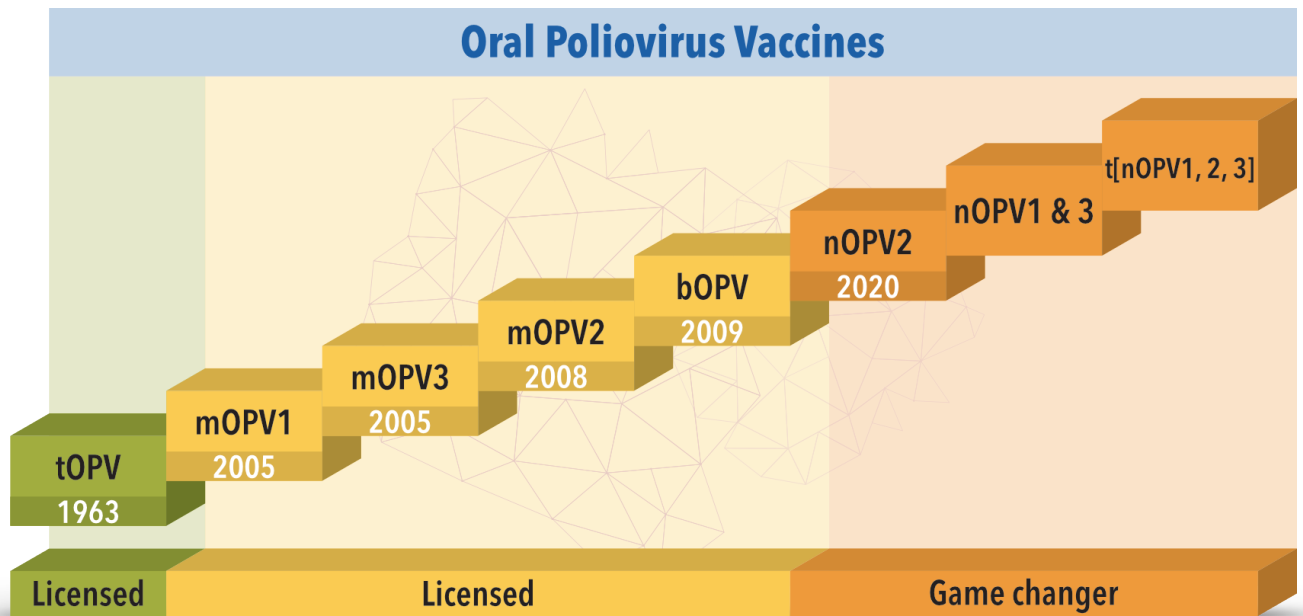 Oral Poliovirus Vaccines
tOPV
1963
mOPV1
2005
mOPV3
2005
mOPV2
2008
bOPV
2009
nOPV2
2020
nOPV1 & 3
t[nOPV1, 2, 3]
Licensed
Licensed
Game changer